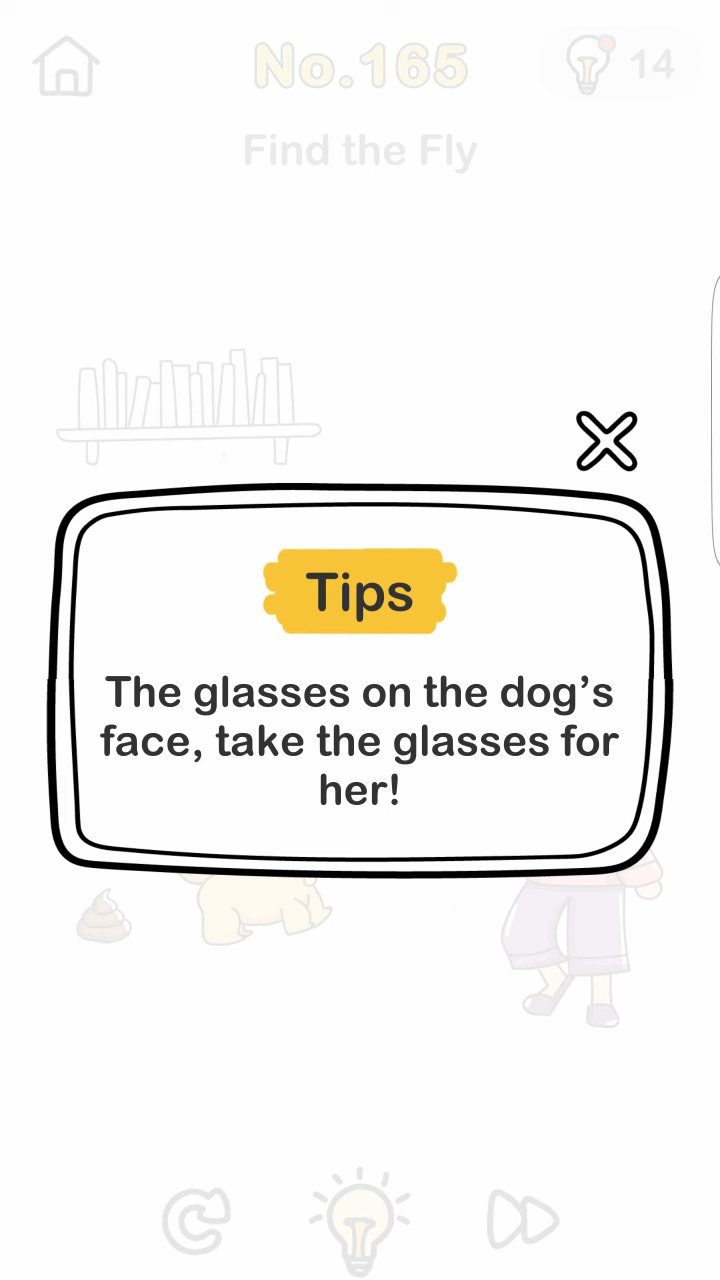 No.165
14
Find the Fly
Tips
The glasses on the dog’s
face, take the glasses for
her!